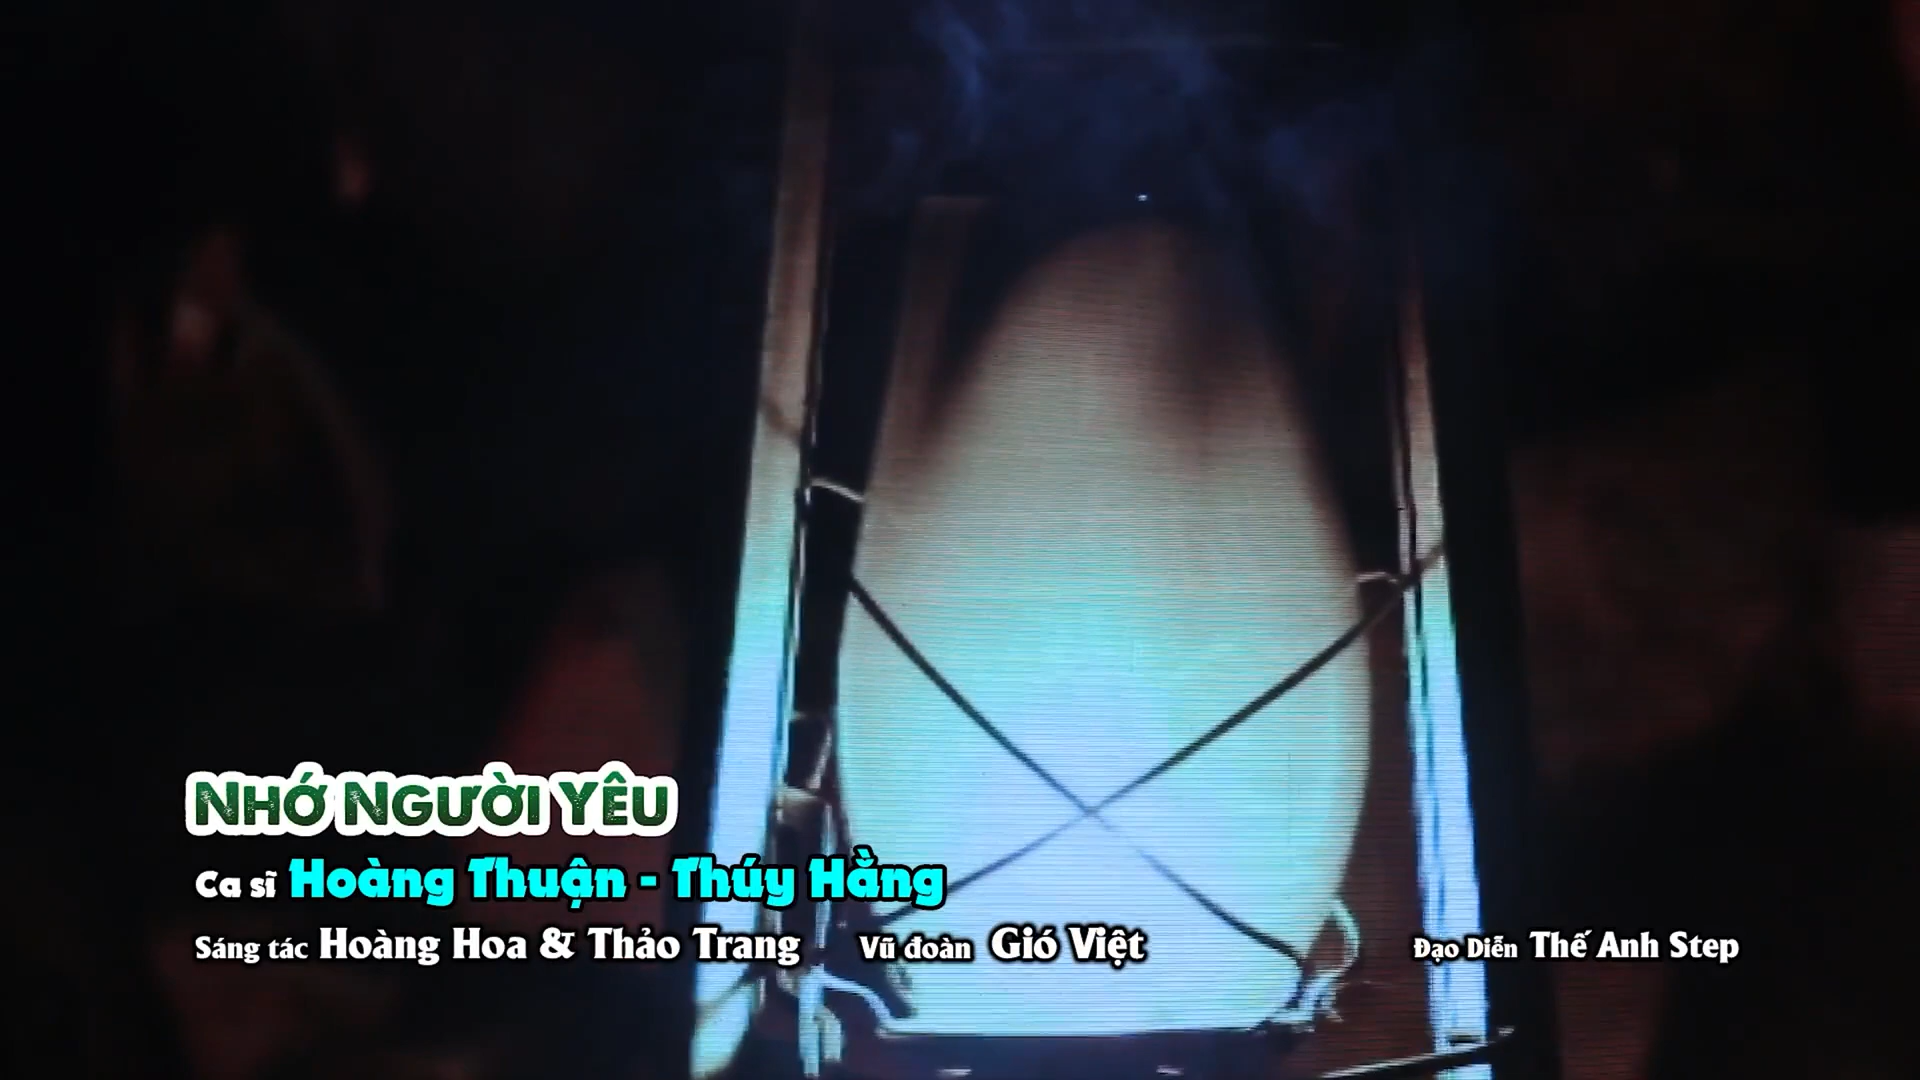 NHỚ NGƯỜI YÊU
Ca sĩ Hoàng Thuận - Thúy Hằng
Sáng tác Hoàng Hoa & Thảo Trang Vũ đoàn Gió Việt Đạo Diễn Thế Anh Step